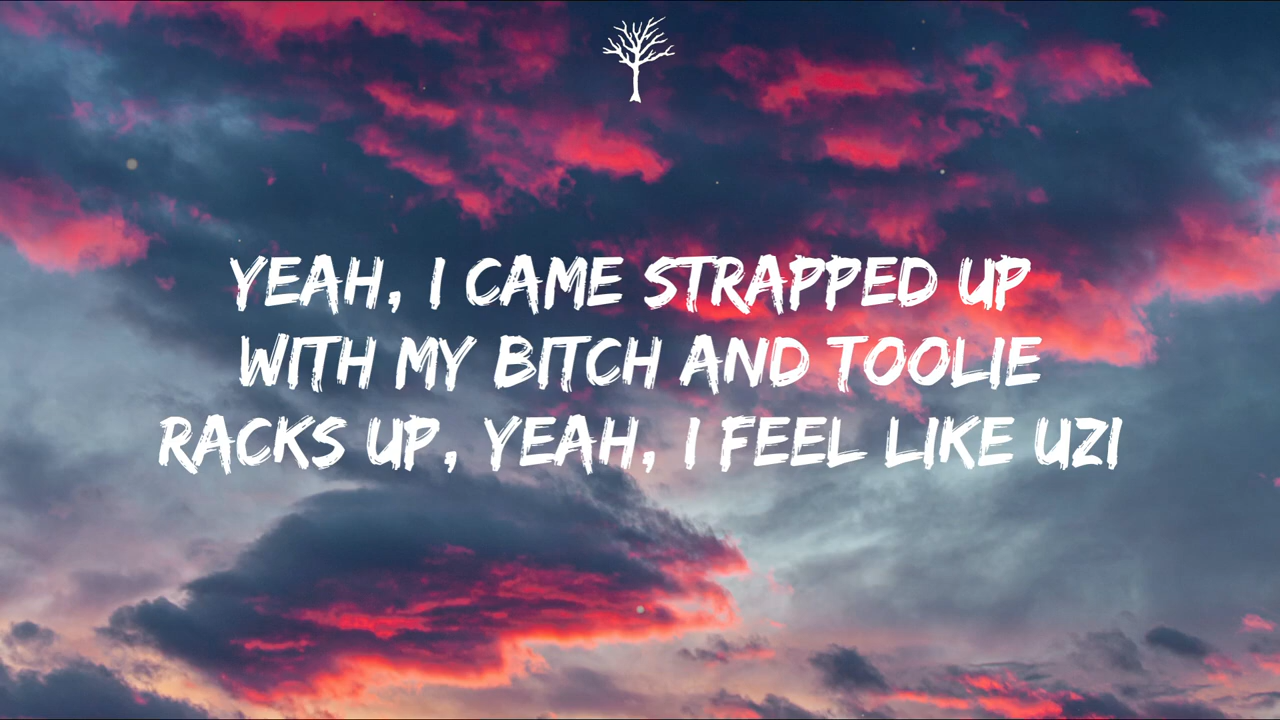 YEAH, I CAME STRAPPED UP
WITH MY BITCH AND TOOLIE
RACKS UP, YEAH, I FEEL LIKE UZI